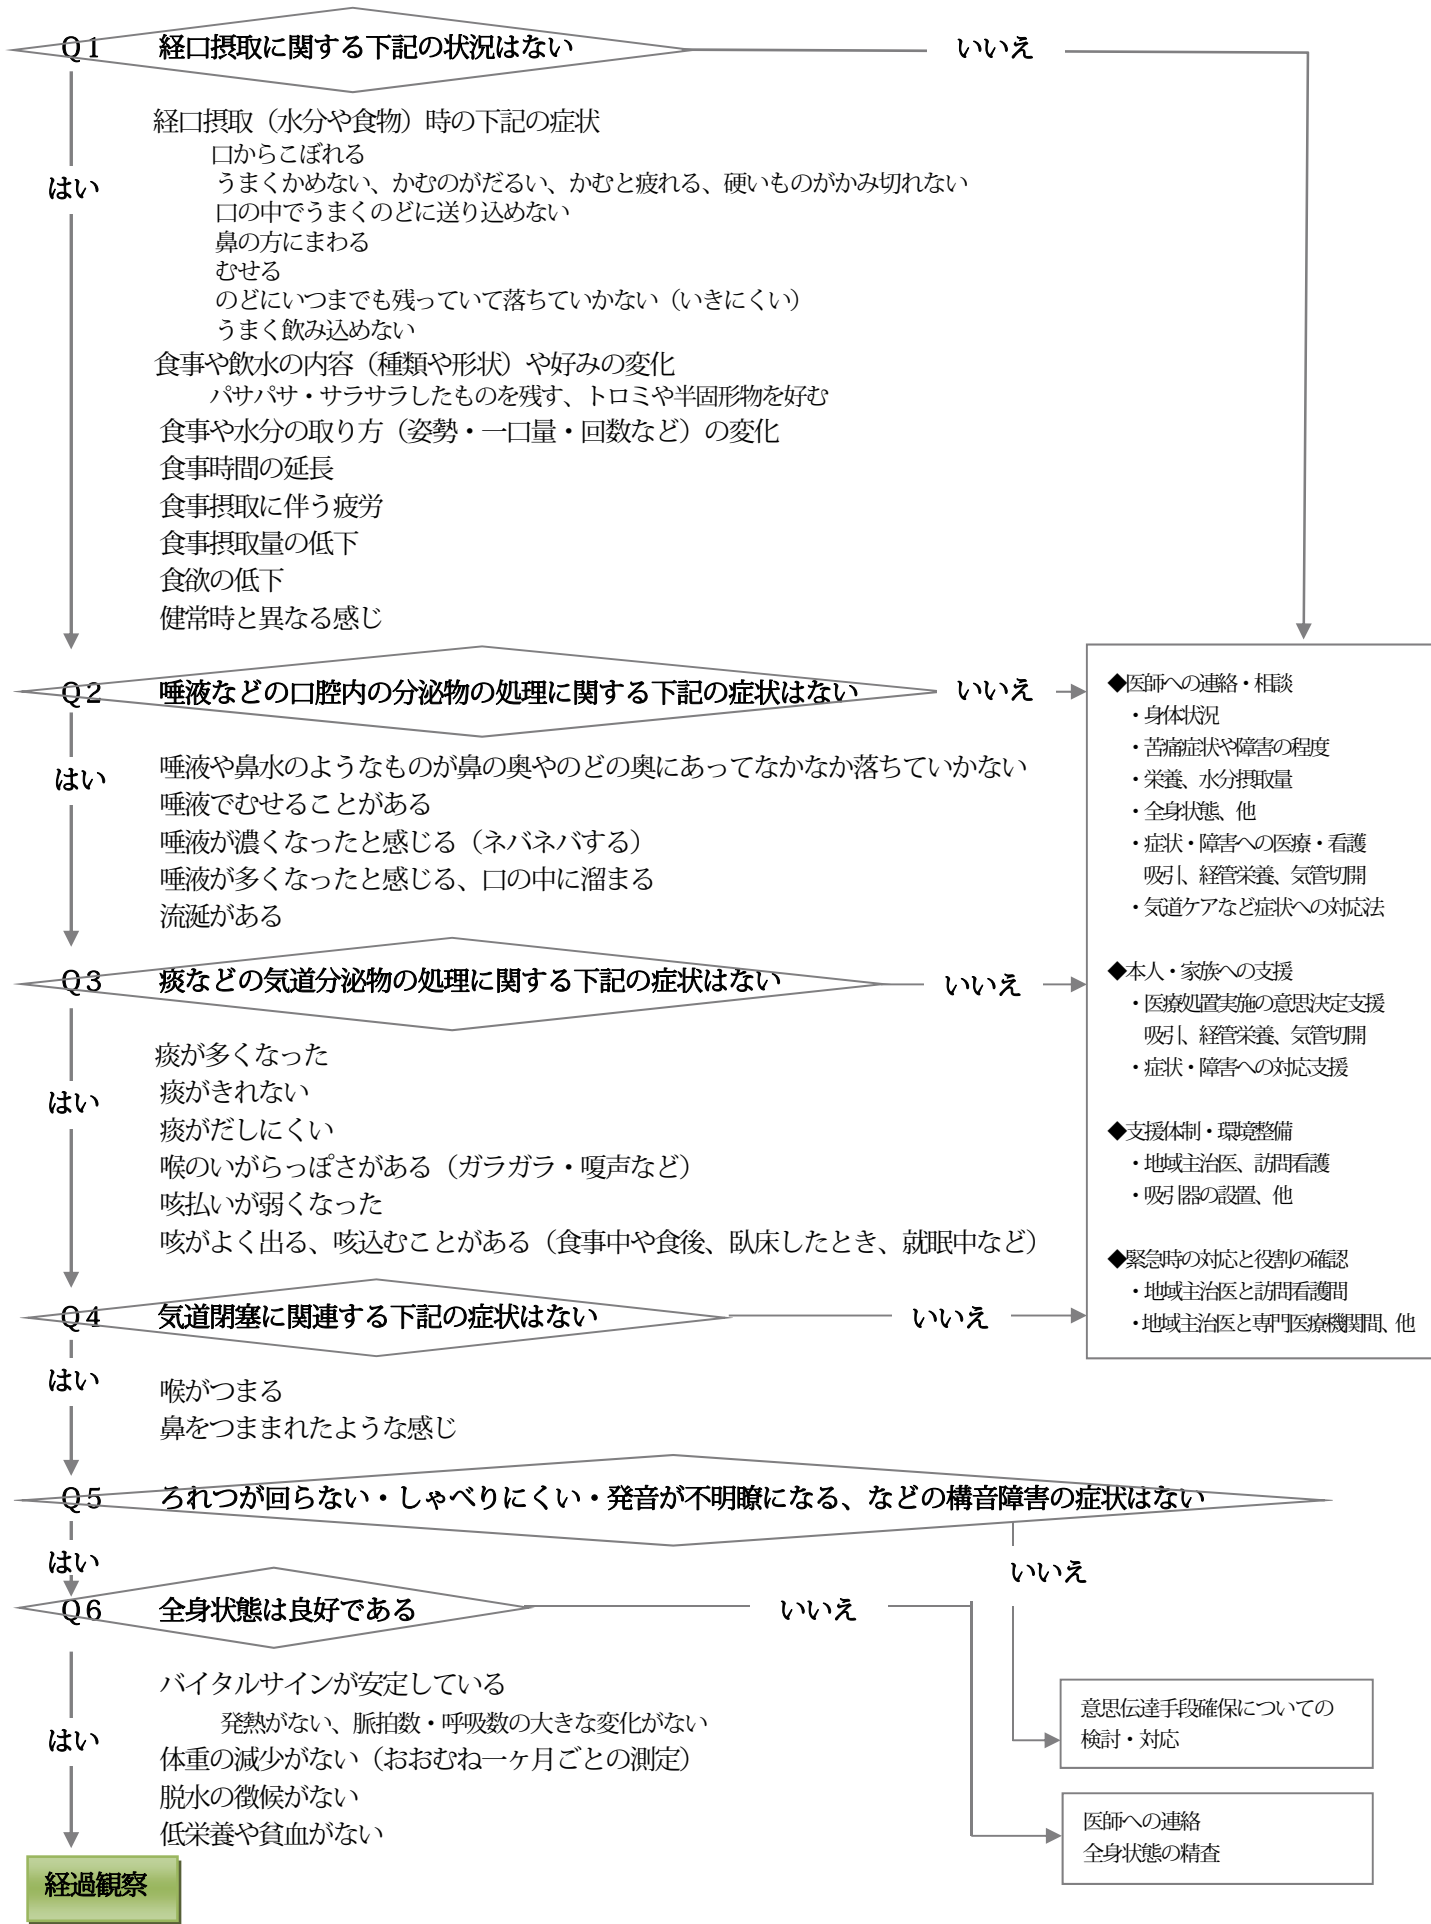 Q1 経口摂取に関する下記の状況はない
いいえ
はい
経口摂取（水分や食物）時の下記の症状
口からこぼれる
うまくかめない、かむのがだるい、かむと疲れる、硬いものがかみ切れない
口の中でうまくのどに送り込めない
鼻の方にまわる
むせる
のどにいつまでも残っていて落ちていかない（いきにくい）
うまく飲み込めない
食事や飲水の内容（種類や形状）や好みの変化
パサパサ・サラサラしたものを残す、トロミや半固形物を好む
食事や水分の取り方（姿勢・一口量・回数など）の変化
食事時間の延長
食事摂取に伴う疲労
食事摂取量の低下
食欲の低下
健常時と異なる感じ
Q2 唾液などの口腔内の分泌物の処理に関する下記の症状はない
いいえ
はい
唾液や鼻水のようなものが鼻の奥やのどの奥にあってなかなか落ちていかない
唾液でむせることがある
唾液が濃くなったと感じる（ネバネバする）
唾液が多くなったと感じる、口の中に溜まる
流涎がある
Q3 痰などの気道分泌物の処理に関する下記の症状はない
いいえ
はい
痰が多くなった
痰がきれない
痰がだしにくい
喉のいがらっぽさがある（ガラガラ・嗄声など）
咳払いが弱くなった
咳がよく出る、咳込むことがある（食事中や食後、臥床したとき、就眠中など）
Q4 気道閉塞に関連する下記の症状はない
いいえ
はい
喉がつまる
鼻をつままれたような感じ
◆医師への連絡・相談
・身体状況
・苦痛症状や障害の程度
・栄養、水分摂取量
・全身状態、他
・症状・障害への医療・看護
吸引、経管栄養、気管切開
・気道ケアなど症状への対応法
◆本人・家族への支援
・医療処置実施の意思決定支援
吸引、経管栄養、気管切開
・症状・障害への対応支援
◆支援体制・環境整備
・地域主治医、訪問看護
・吸引器の設置、他
◆緊急時の対応と役割の確認
・地域主治医と訪問看護間
・地域主治医と専門医療機関間、他
Q5 ろれつが回らない・しゃべりにくい・発音が不明瞭になる、などの構音障害の症状はない
はい
いいえ
Q6 全身状態は良好である
いいえ
はい
バイタルサインが安定している
発熱がない、脈拍数・呼吸数の大きな変化がない
体重の減少がない（おおむね一ヶ月ごとの測定）
脱水の徴候がない
低栄養や貧血がない
意思伝達手段確保についての
検討・対応
医師への連絡
全身状態の精査
経過観察